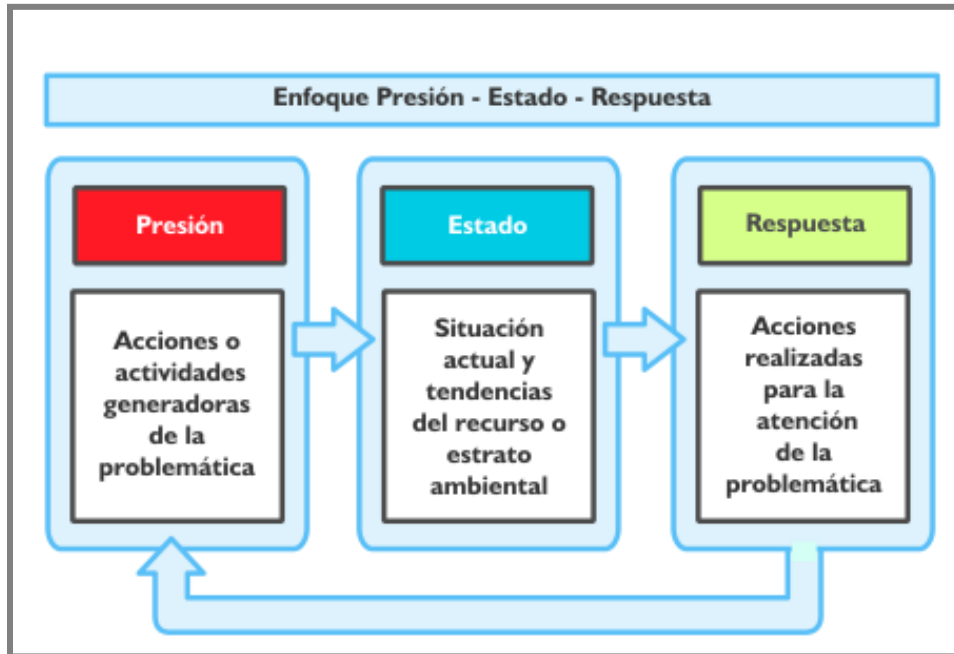 Enfoque Presión - Estado - Respuesta
Presión
Acciones o
actividades
generadoras
de la
problemática
Estado
Situación
actual y
tendencias
del recurso o
estrato
ambiental
Respuesta
Acciones
realizadas
para la
atención
de la
problemática